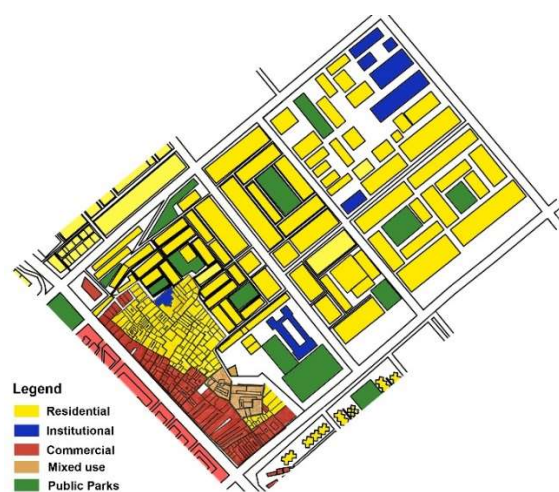 Legend
Residential
Institutional
Commercial
Mixed use
Public Parks